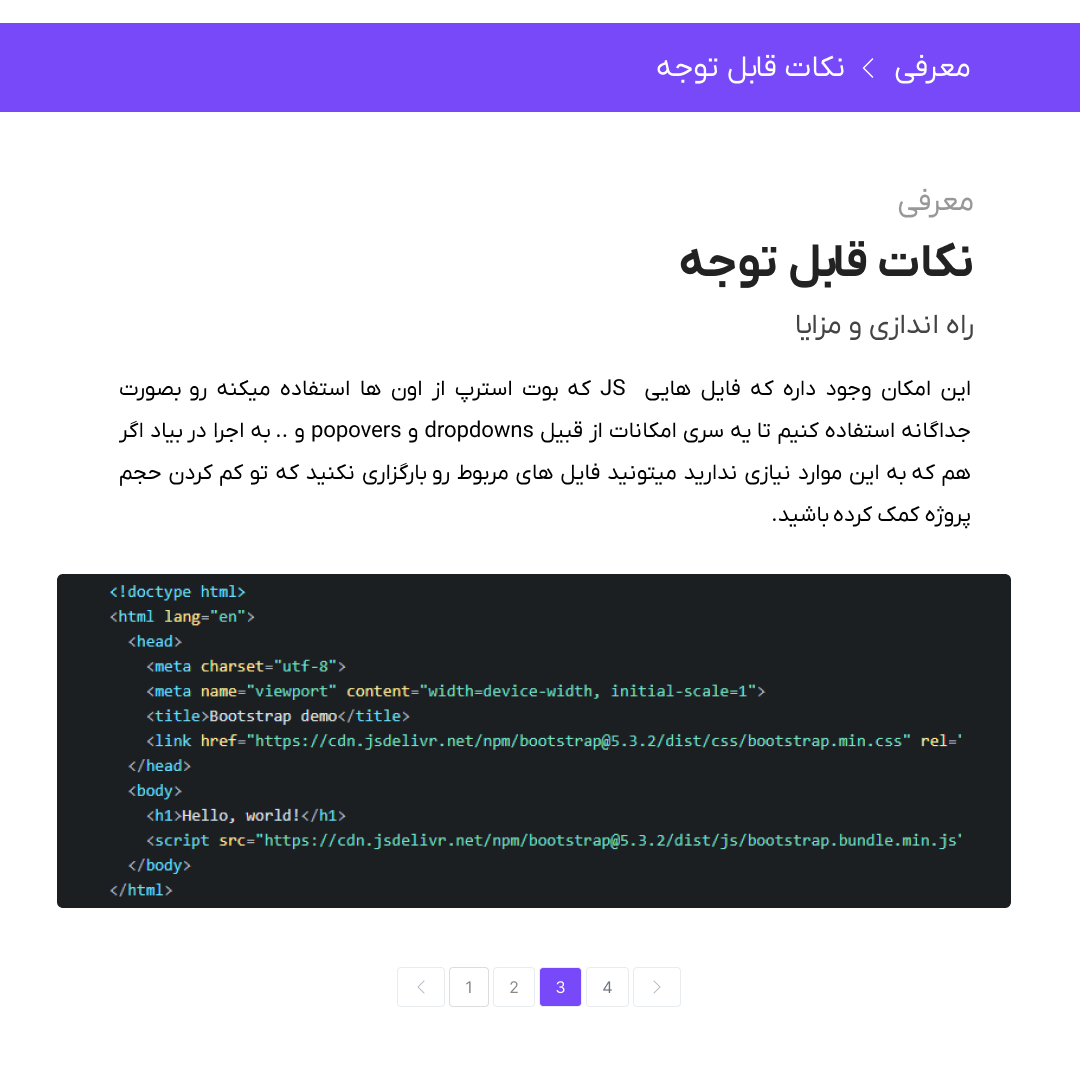 معرفی > نکات قابل توجه
معرفی
نکات قابل توجه
راه اندازی و مزایا
این امکان وجود داره که فایل هایی JS که بوت استرپ از اون ها استفاده میکنه رو بصورت
جداگانه استفاده کنیم تا یه سری امکانات از قبیل dropdowns و popovers و .. به اجرا در بیاد اگر
هم که به این موارد نیازی ندارید میتونید فایل های مربوط رو بارگزاری نکنید که تو کم کردن حجم
پروژه کمک کرده باشید.
<!doctype html>
<html lang="en">
  <head>
    <meta charset="utf-8">
    <meta name="viewport" content="width=device-width, initial-scale=1">
    <title>Bootstrap demo</title>
    <link href="https://cdn.jsdelivr.net/npm/bootstrap@5.3.2/dist/css/bootstrap.min.css" rel='
  </head>
  <body>
    <h1>Hello, world!</h1>
    <script src="https://cdn.jsdelivr.net/npm/bootstrap@5.3.2/dist/js/bootstrap.bundle.min.js'
  </body>
</html>
< 1 2 3 4 >